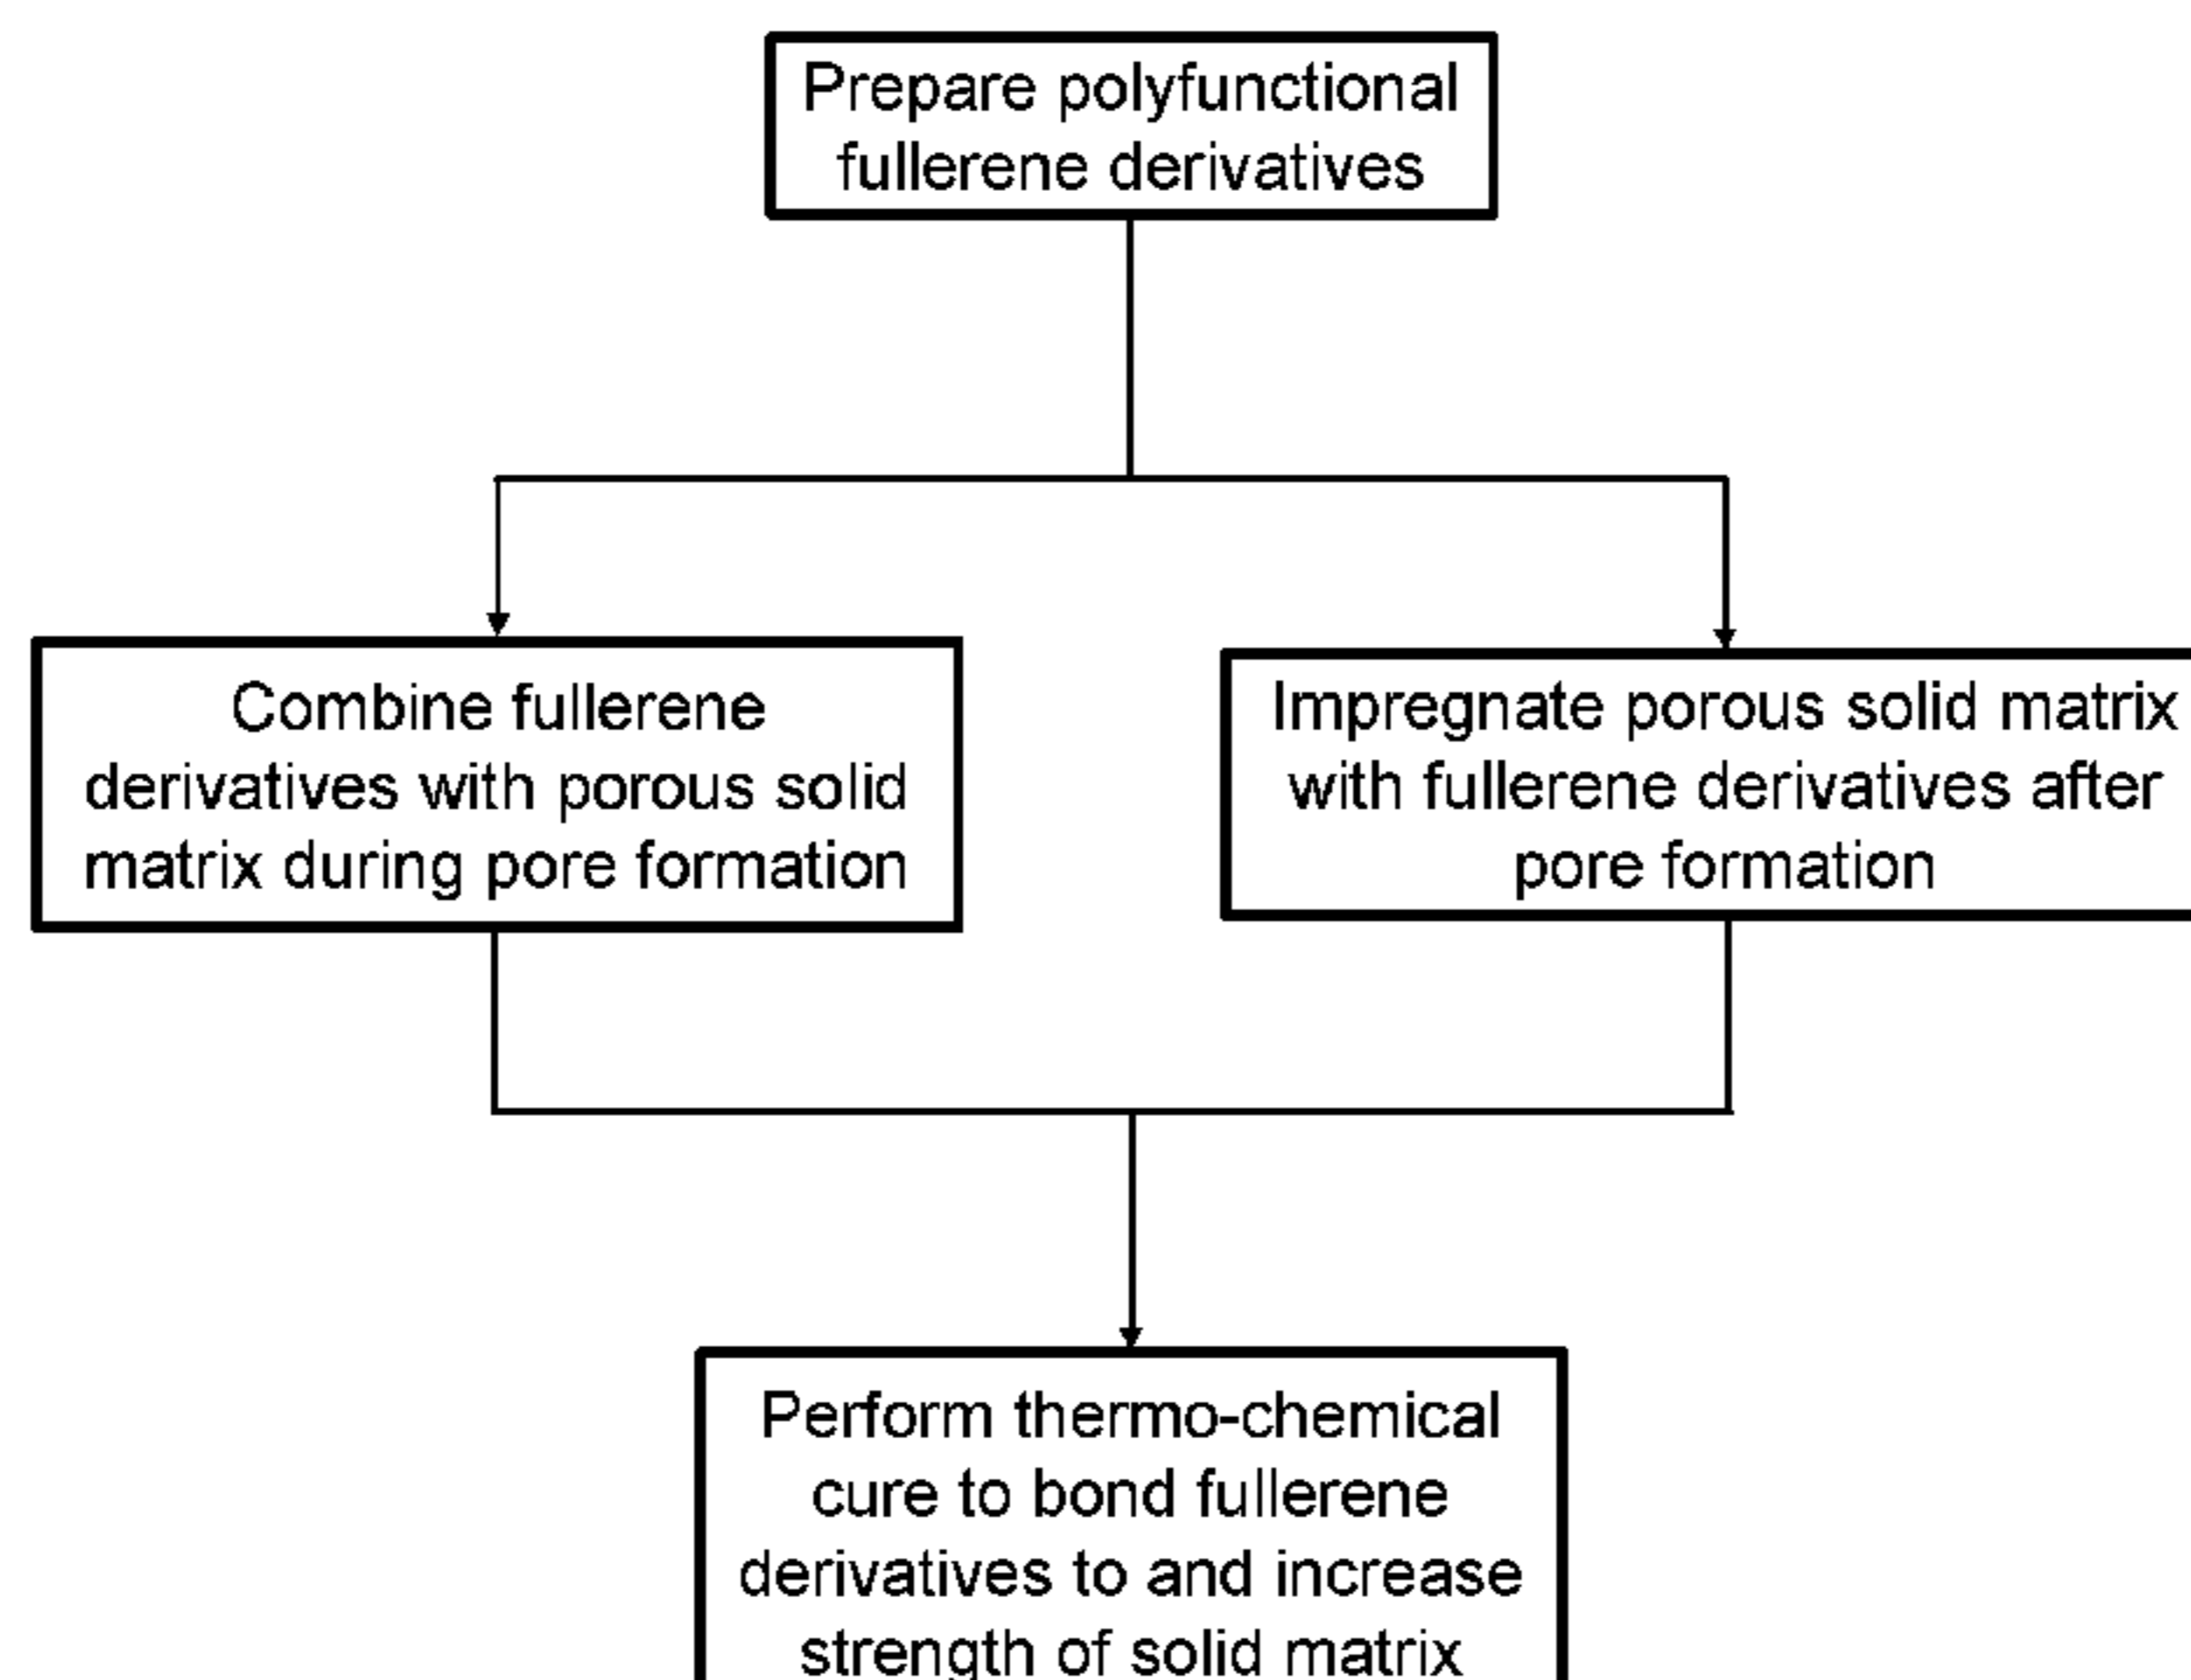 Prepare polyfunctional
fullerene derivatives
Combine fullerene
derivatives with porous solid
matrix during pore formation
Impregnate porous solid matrix
with fullerene derivatives after
pore formation
Perform thermo-chemical
cure to bond fullerene
derivatives to and increase
strength of solid matrix